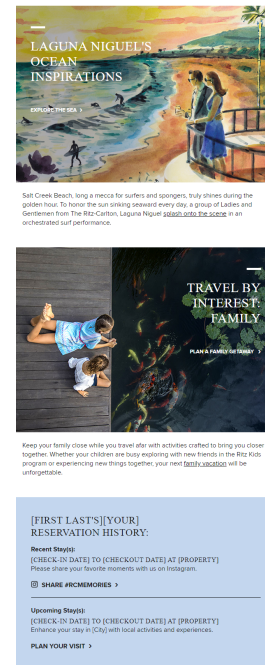 LAGUNA NIGUEL'S
OCEAN
INSPIRATIONS
EXPLORE THE SEA >
Salt Creek Beach, long a mecca for surfers and spongers, truly shines during the
golden hour. To honor the sun sinking seaward every day, a group of Ladies and
Gentlemen from The Ritz-Carlton, Laguna Niguel splash onto the scene in an
orchestrated surf performance.
TRAVEL BY
INTEREST:
FAMILY
PLAN A FAMILY GETAWAY >
Keep your family close while you travel afar with activities crafted to bring you closer
together. Whether your children are busy exploring with new friends in the Ritz Kids
program or experiencing new things together, your next family vacation will be
unforgettable.
[FIRST LAST'S][YOUR]
RESERVATION HISTORY:
Recent Stay(s):
[CHECK-IN DATE] TO [CHECKOUT DATE] AT [PROPERTY]
Please share your favorite moments with us on Instagram.
SHARE #RCMEMORIES >
Upcoming Stay(s):
[CHECK-IN DATE] TO [CHECKOUT DATE] AT [PROPERTY]
Enhance your stay in [City] with local activities and experiences.
PLAN YOUR VISIT >